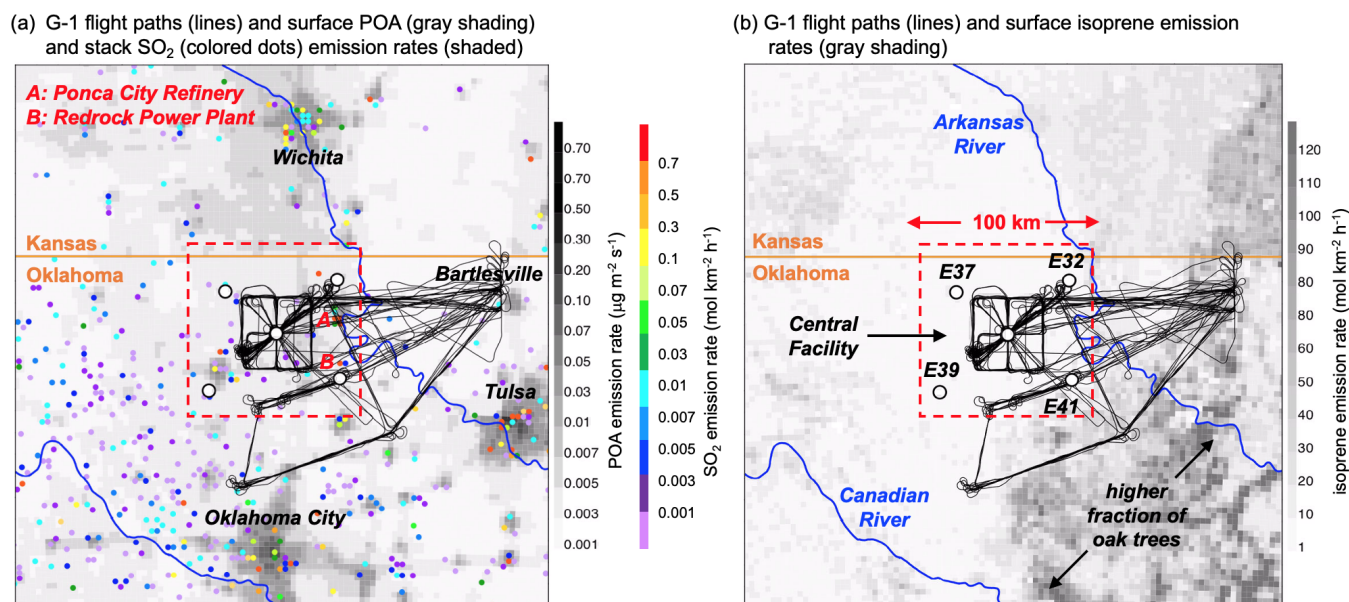 (a) G-1 flight paths (lines) and surface POA (gray shading)
and stack SO₂ (colored dots) emission rates (shaded)
A: Ponca City Refinery
B: Redrock Power Plant
Wichita
Kansas
Oklahoma
Bartlesville
A
B
Tulsa
Oklahoma City
0.70
0.70
0.50
0.30
0.20
0.10
0.07
0.05
0.03
0.01
0.007
0.005
0.003
0.001
POA emission rate (μg m⁻² s⁻¹)
0.7
0.5
0.3
0.1
0.07
0.05
0.03
0.01
0.007
0.005
0.003
0.001
SO₂ emission rate (mol km⁻² h⁻¹)
(b) G-1 flight paths (lines) and surface isoprene emission
rates (gray shading)
Arkansas
River
100 km
Kansas
Oklahoma
E37
E32
Central
Facility
E39
E41
Canadian
River
higher
fraction of
oak trees
120
110
100
90
80
70
60
50
40
30
20
10
1
isoprene emission rate (mol km⁻² h⁻¹)